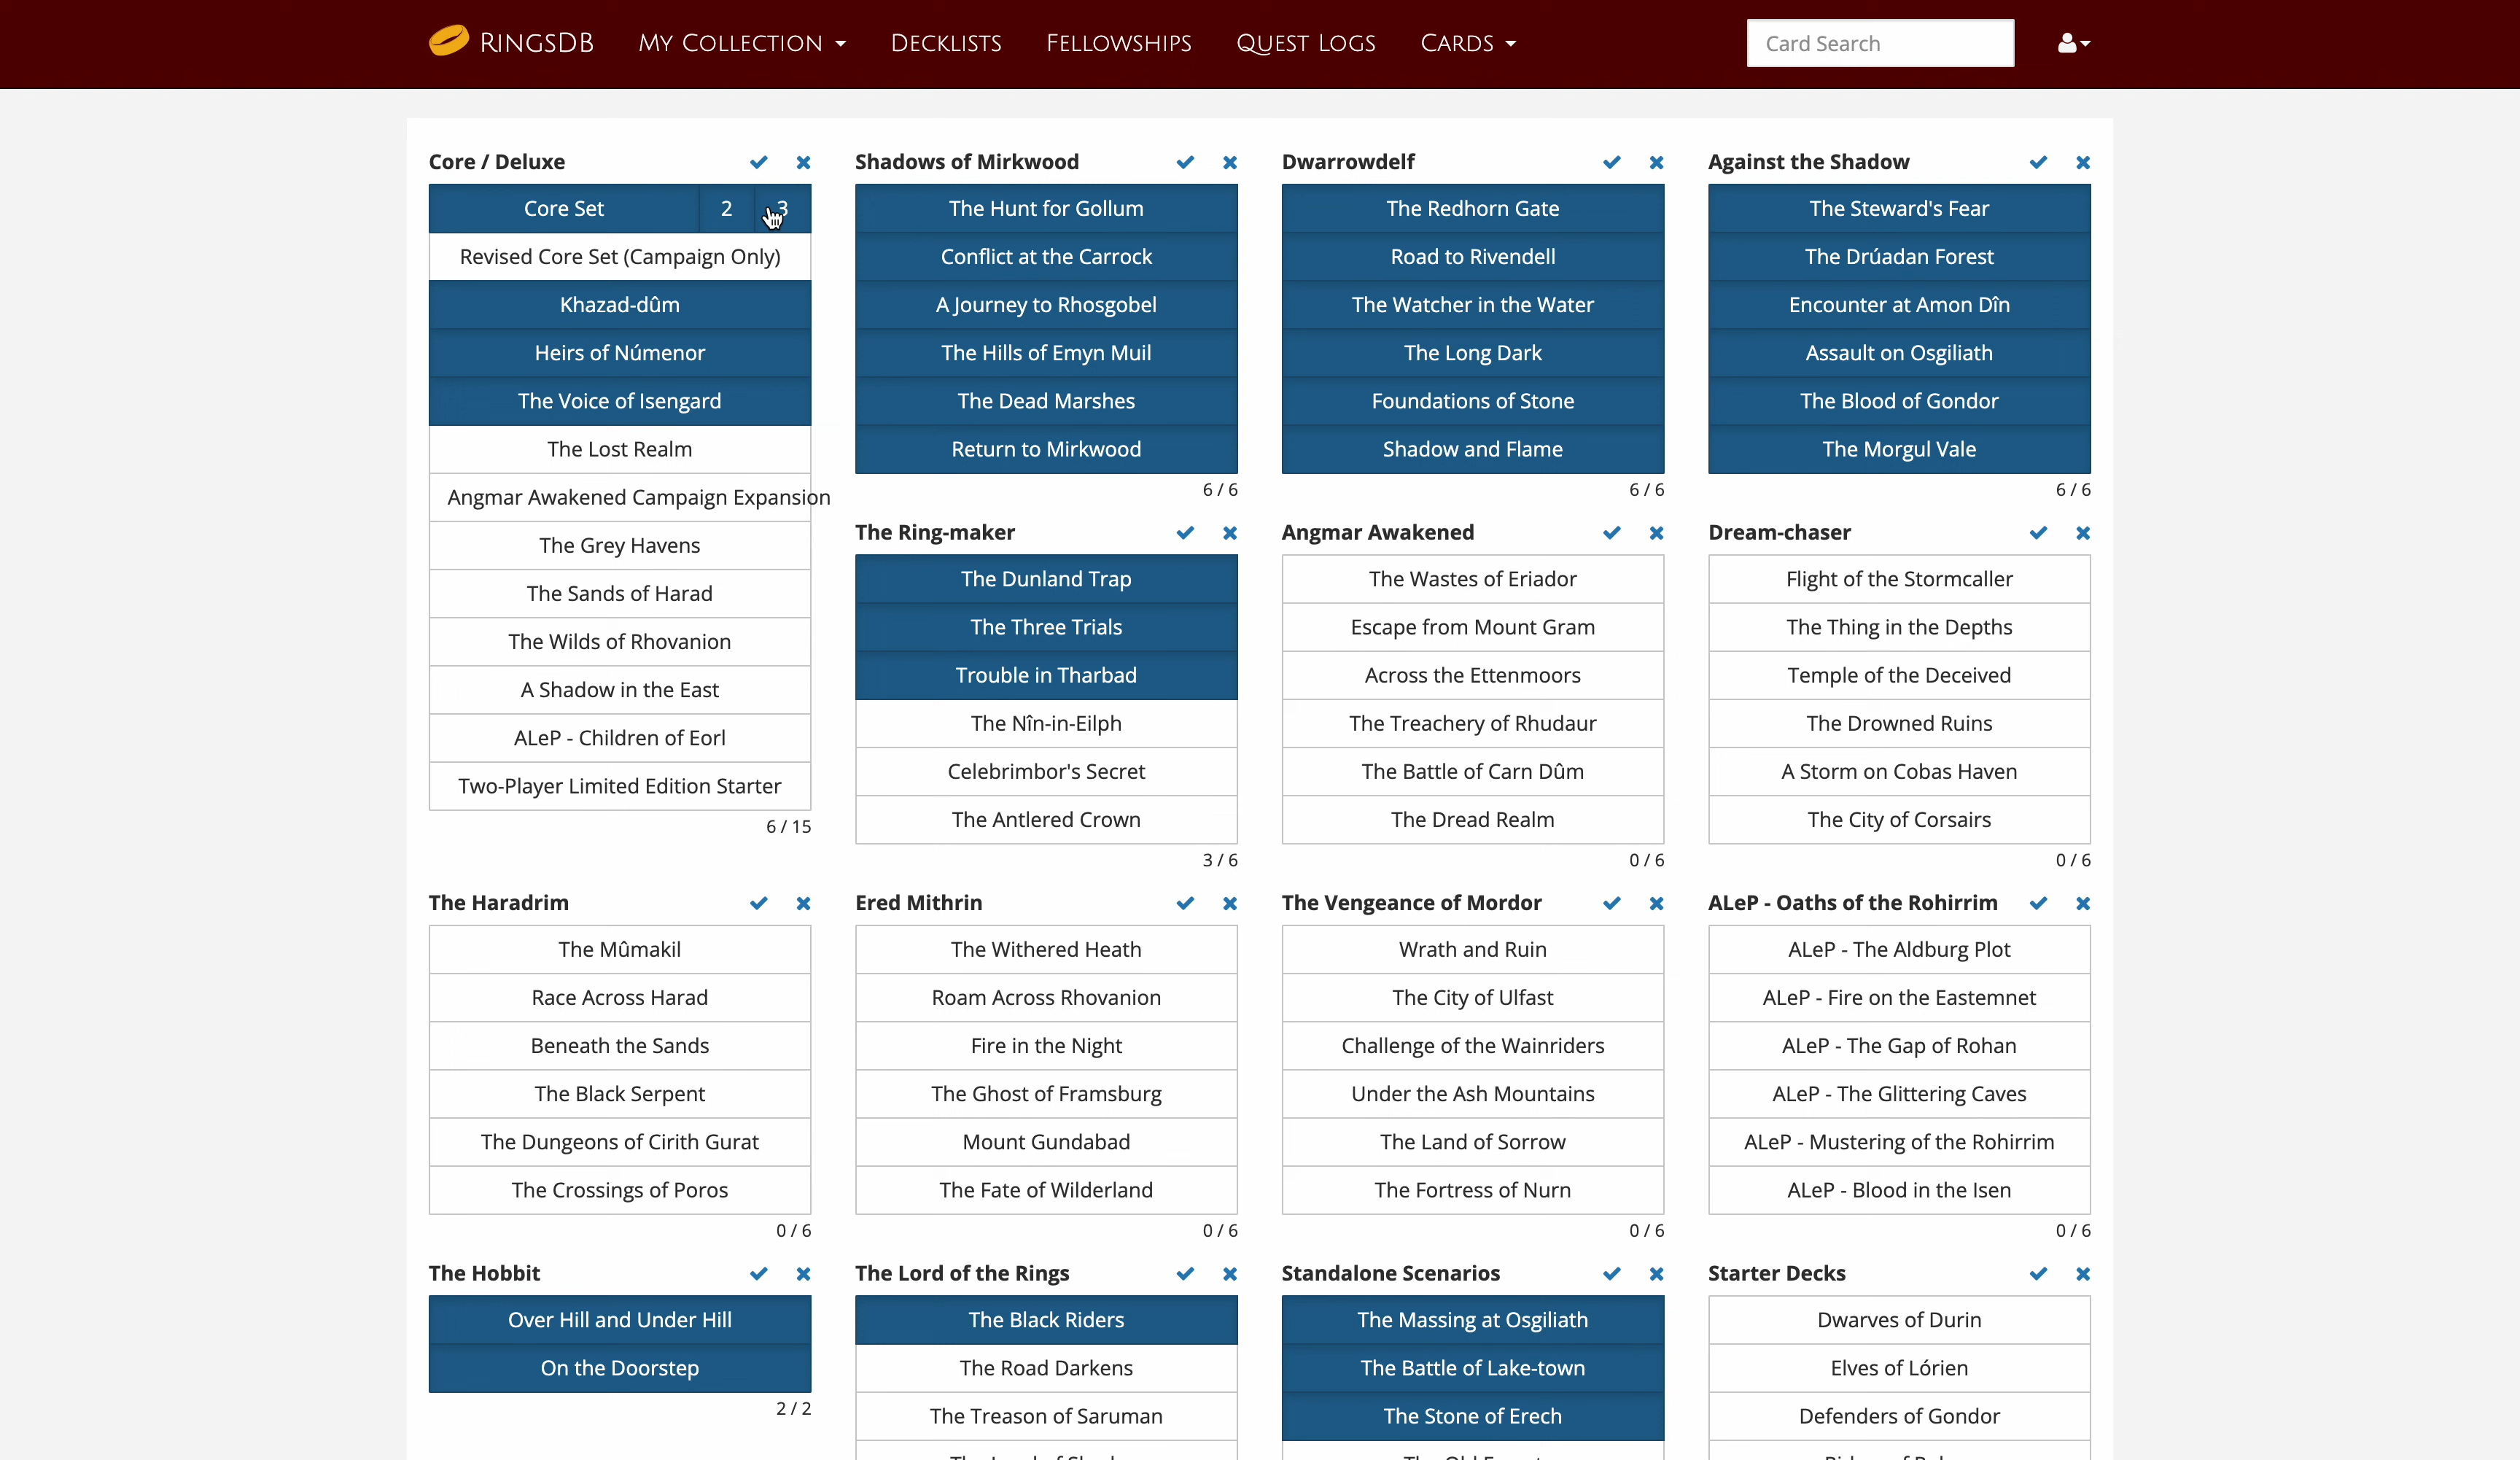 RINGSDB
MY COLLECTION
DECKLISTS
FELLOWSHIPS
QUEST LOGS
CARDS
Card Search
Core / Deluxe
Core Set 2 3
Revised Core Set (Campaign Only)
Khazad-dûm
Heirs of Númenor
The Voice of Isengard
The Lost Realm
Angmar Awakened Campaign Expansion
The Grey Havens
The Sands of Harad
The Wilds of Rhovanion
A Shadow in the East
ALeP - Children of Eorl
Two-Player Limited Edition Starter
6 / 15
Shadows of Mirkwood
The Hunt for Gollum
Conflict at the Carrock
A Journey to Rhosgobel
The Hills of Emyn Muil
The Dead Marshes
Return to Mirkwood
6 / 6
Dwarrowdelf
The Redhorn Gate
Road to Rivendell
The Watcher in the Water
The Long Dark
Foundations of Stone
Shadow and Flame
6 / 6
Against the Shadow
The Steward's Fear
The Drúadan Forest
Encounter at Amon Dîn
Assault on Osgiliath
The Blood of Gondor
The Morgul Vale
6 / 6
The Ring-maker
The Dunland Trap
The Three Trials
Trouble in Tharbad
The Nîn-in-Eilph
Celebrimbor's Secret
The Antlered Crown
3 / 6
Angmar Awakened
The Wastes of Eriador
Escape from Mount Gram
Across the Ettenmoors
The Treachery of Rhudaur
The Battle of Carn Dûm
The Dread Realm
0 / 6
Dream-chaser
Flight of the Stormcaller
The Thing in the Depths
Temple of the Deceived
The Drowned Ruins
A Storm on Cobas Haven
The City of Corsairs
0 / 6
The Haradrim
The Mûmakil
Race Across Harad
Beneath the Sands
The Black Serpent
The Dungeons of Cirith Gurat
The Crossings of Poros
0 / 6
Ered Mithrin
The Withered Heath
Roam Across Rhovanion
Fire in the Night
The Ghost of Framsburg
Mount Gundabad
The Fate of Wilderland
0 / 6
The Vengeance of Mordor
Wrath and Ruin
The City of Ulfast
Challenge of the Wainriders
Under the Ash Mountains
The Land of Sorrow
The Fortress of Nurn
0 / 6
ALeP - Oaths of the Rohirrim
ALeP - The Aldburg Plot
ALeP - Fire on the Eastemnet
ALeP - The Gap of Rohan
ALeP - The Glittering Caves
ALeP - Mustering of the Rohirrim
ALeP - Blood in the Isen
0 / 6
The Hobbit
Over Hill and Under Hill
On the Doorstep
2 / 2
The Lord of the Rings
The Black Riders
The Road Darkens
The Treason of Saruman
Standalone Scenarios
The Massing at Osgiliath
The Battle of Lake-town
The Stone of Erech
Starter Decks
Dwarves of Durin
Elves of Lórien
Defenders of Gondor